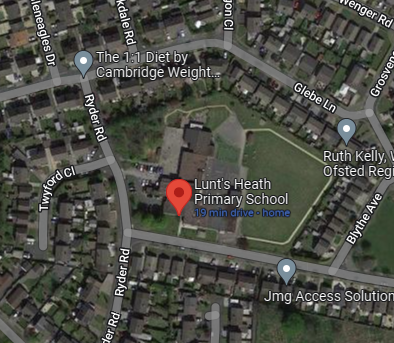 Gleneagles Dr
kdale Rd
on Cl
Wenger Rd
The 1:1 Diet by
Cambridge Weight...
Grosven
Glebe Ln
Ryder Rd
Ruth Kelly, W
Ofsted Regi
Twyford Cl
Lunt's Heath
Primary School
19 min drive - home
Blythe Ave
Ryder Rd
Jmg Access Solution
der Rd